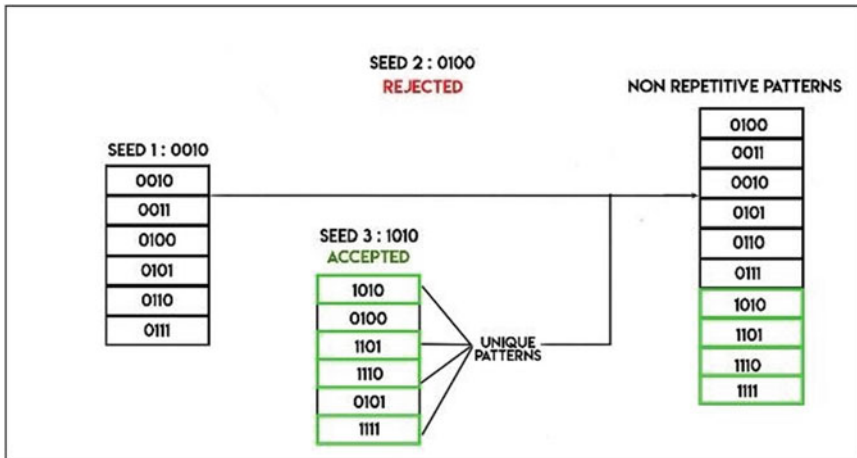 SEED 2 : 0100
REJECTED
SEED 1 : 0010
0010
0011
0100
0101
0110
0111
SEED 3 : 1010
ACCEPTED
1010
0100
1101
1110
0101
1111
UNIQUE
PATTERNS
NON REPETITIVE PATTERNS
0100
0011
0010
0101
0110
0111
1010
1101
1110
1111